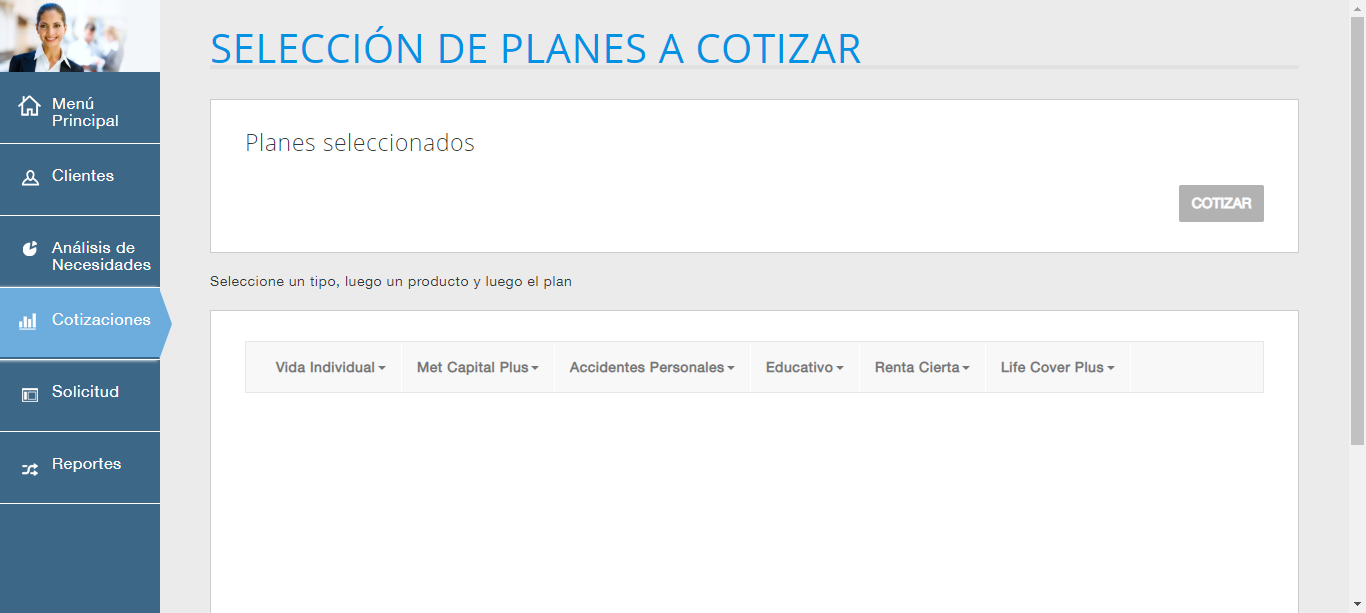 SELECCIÓN DE PLANES A COTIZAR
Menú
Principal
Clientes
Análisis de
Necesidades
Cotizaciones
Solicitud
Reportes
Planes seleccionados
COTIZAR
Seleccione un tipo, luego un producto y luego el plan
Vida Individual Met Capital Plus Accidentes Personales Educativo Renta Cierta Life Cover Plus